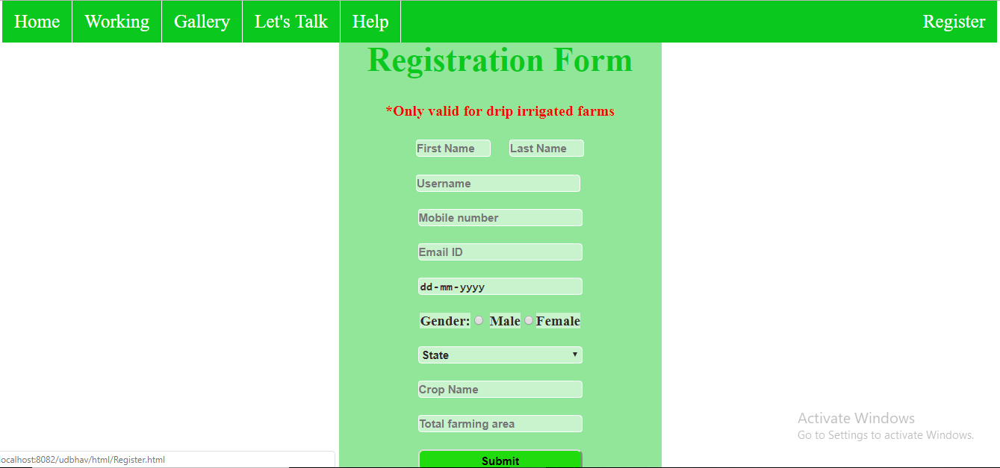 Home Working Gallery Let's Talk Help Register
Registration Form
*Only valid for drip irrigated farms
First Name Last Name
Username
Mobile number
Email ID
dd-mm-yyyy
Gender: Male Female
State
Crop Name
Total farming area
Activate Windows
Go to Settings to activate Windows.
localhost:8082/udbhav/html/Register.html
Submit